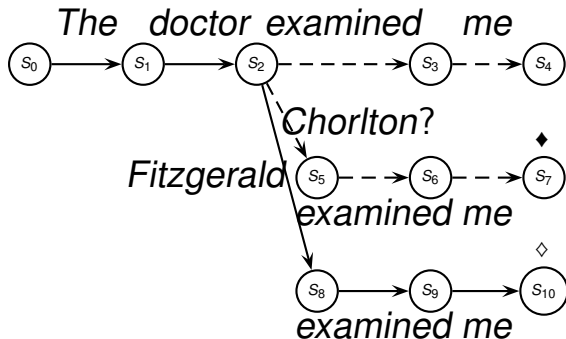 The doctor examined me
S0 S1 S2 S3 S4
Chorlton?
Fitzgerald S5 S6 S7
examined me
S8 S9 S10
examined me